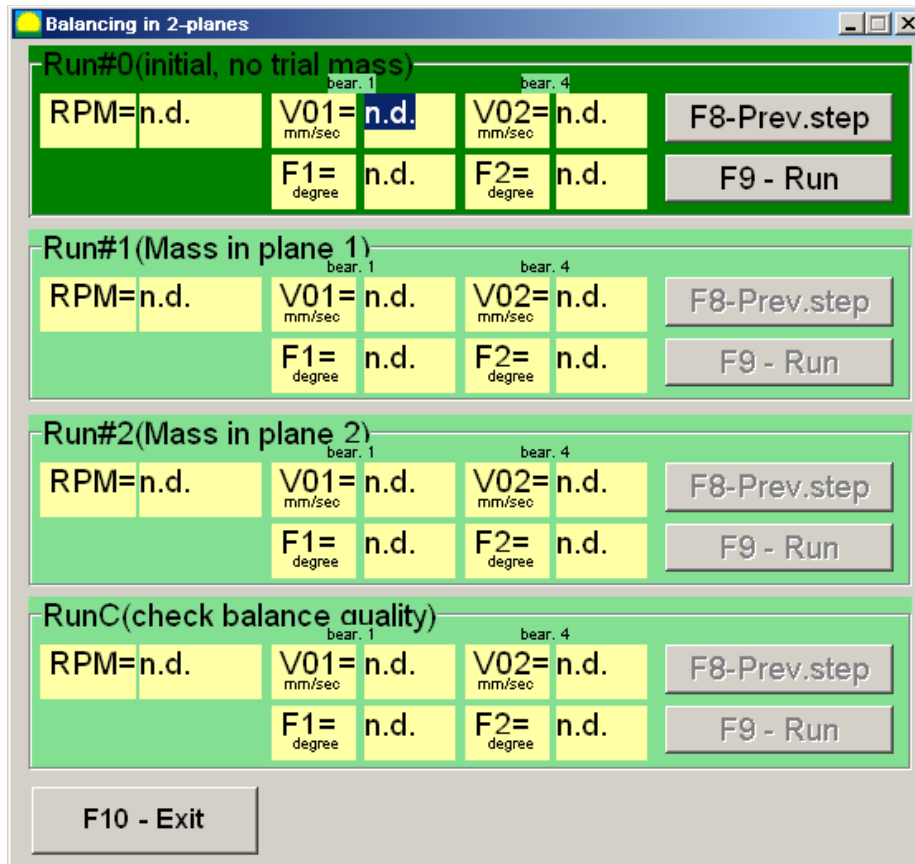 Balancing in 2-planes
Run#0(initial, no trial mass)
bear. 1 bear. 4
RPM= n.d. V01= n.d. V02= n.d. F8-Prev.step
mm/sec mm/sec
F1= n.d. F2= n.d. F9 - Run
degree degree
Run#1(Mass in plane 1)
bear. 1 bear. 4
RPM= n.d. V01= n.d. V02= n.d. F8-Prev.step
mm/sec mm/sec
F1= n.d. F2= n.d. F9 - Run
degree degree
Run#2(Mass in plane 2)
bear. 1 bear. 4
RPM= n.d. V01= n.d. V02= n.d. F8-Prev.step
mm/sec mm/sec
F1= n.d. F2= n.d. F9 - Run
degree degree
RunC(check balance quality)
bear. 1 bear. 4
RPM= n.d. V01= n.d. V02= n.d. F8-Prev.step
mm/sec mm/sec
F1= n.d. F2= n.d. F9 - Run
degree degree
F10 - Exit